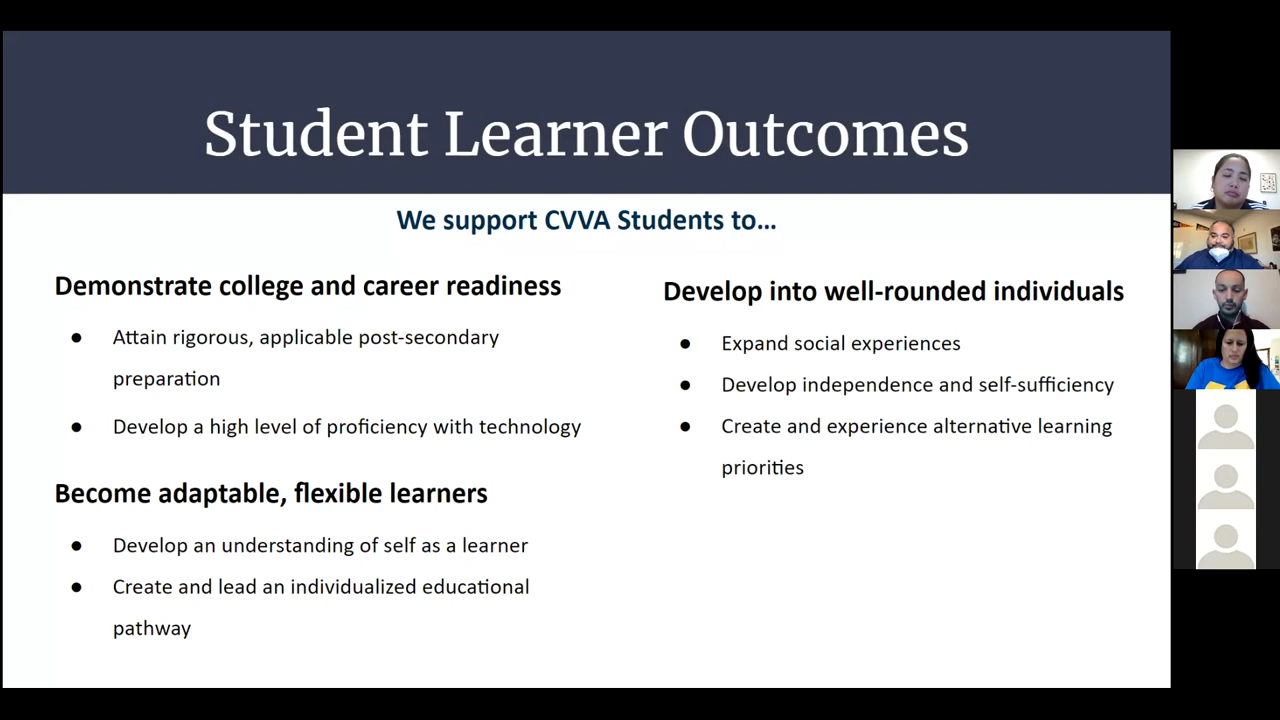 Student Learner Outcomes
We support CVVA Students to...
Demonstrate college and career readiness
● Attain rigorous, applicable post-secondary
preparation
● Develop a high level of proficiency with technology
Become adaptable, flexible learners
● Develop an understanding of self as a learner
● Create and lead an individualized educational
pathway
Develop into well-rounded individuals
● Expand social experiences
● Develop independence and self-sufficiency
● Create and experience alternative learning
priorities